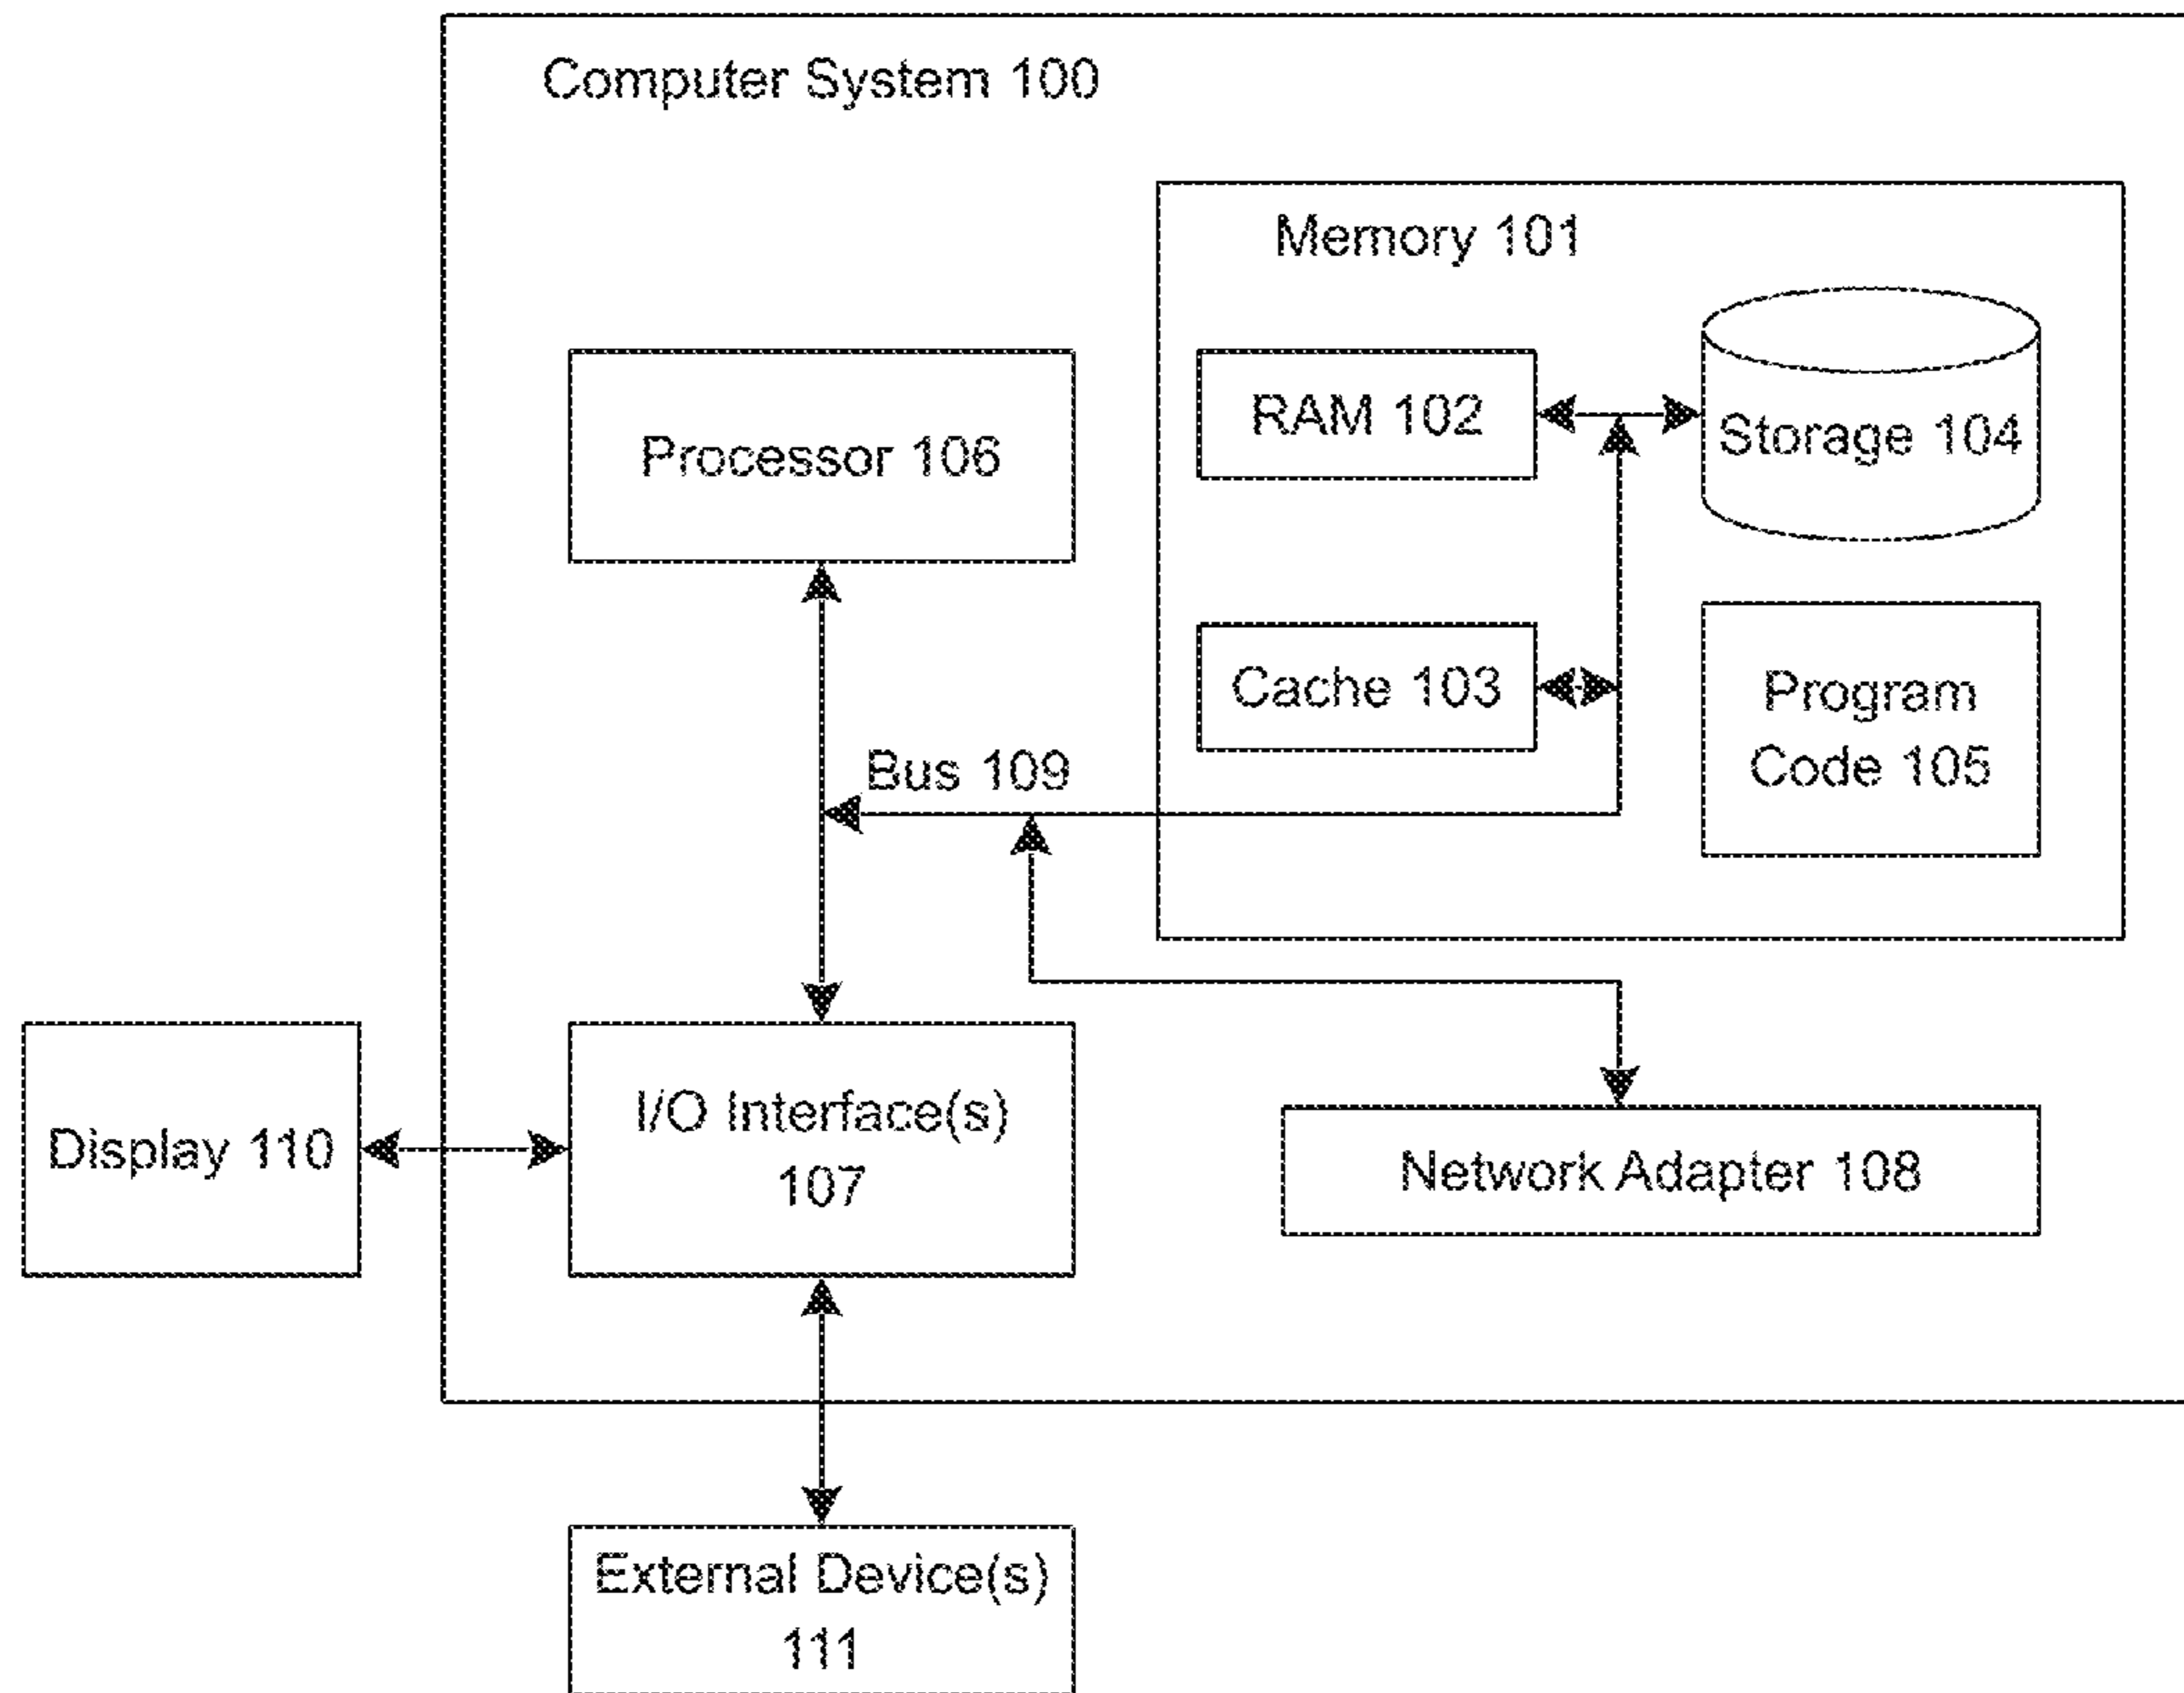 Computer System 100
Memory 101
RAM 102
Storage 104
Processor 106
Cache 103
Program
Code 105
Bus 109
I/O Interface(s)
107
Display 110
Network Adapter 108
External Device(s)
111